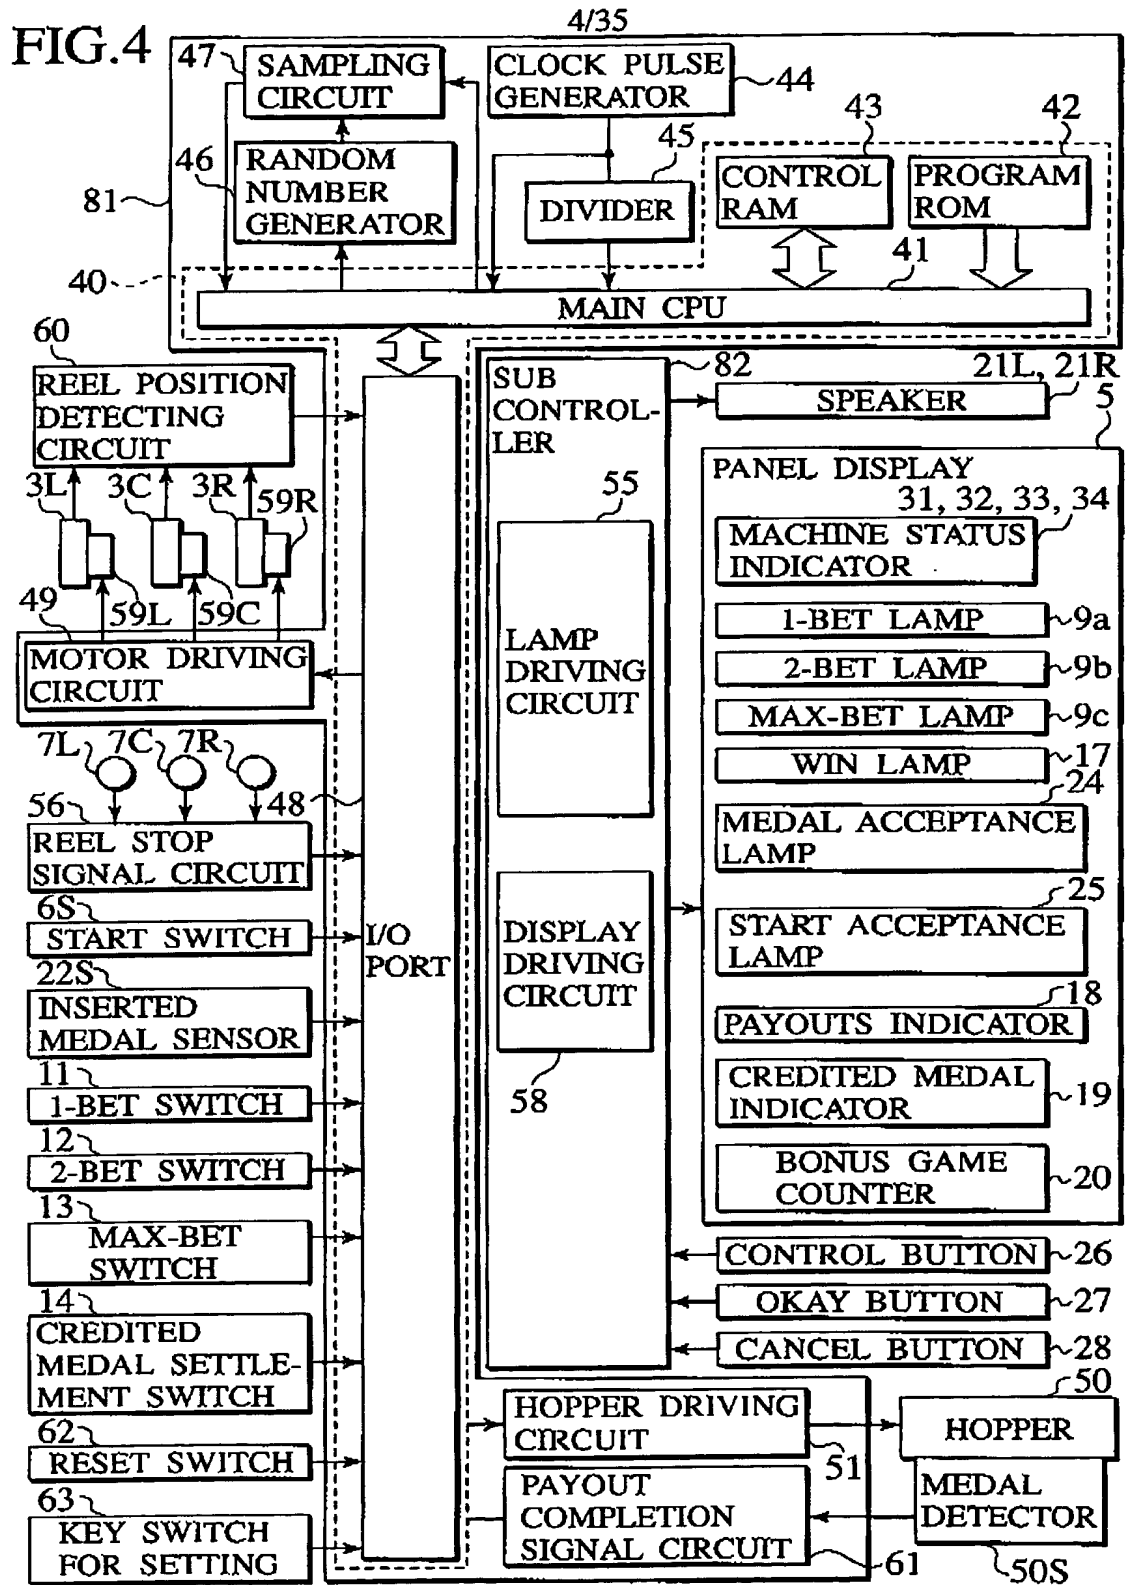 FIG.4
4/35
47
SAMPLING
CIRCUIT
CLOCK PULSE
GENERATOR
44
46
RANDOM
NUMBER
GENERATOR
45
DIVIDER
43
CONTROL
RAM
42
PROGRAM
ROM
81
40
41
MAIN CPU
60
REEL POSITION
DETECTING
CIRCUIT
3L
3C
3R
59R
59L
59C
49
MOTOR DRIVING
CIRCUIT
7L
7C
7R
48
56
REEL STOP
SIGNAL CIRCUIT
6S
START SWITCH
22S
INSERTED
MEDAL SENSOR
11
1-BET SWITCH
12
2-BET SWITCH
13
MAX-BET
SWITCH
14
CREDITED
MEDAL SETTLE-
MENT SWITCH
62
RESET SWITCH
63
KEY SWITCH
FOR SETTING
I/O
PORT
SUB
CONTROL-
LER
82
55
LAMP
DRIVING
CIRCUIT
DISPLAY
DRIVING
CIRCUIT
58
21L, 21R
SPEAKER
5
PANEL DISPLAY
31, 32, 33, 34
MACHINE STATUS
INDICATOR
1-BET LAMP
9a
2-BET LAMP
9b
MAX-BET LAMP
9c
WIN LAMP
17
24
MEDAL ACCEPTANCE
LAMP
25
START ACCEPTANCE
LAMP
18
PAYOUTS INDICATOR
CREDITED MEDAL
INDICATOR
19
BONUS GAME
COUNTER
20
CONTROL BUTTON
26
OKAY BUTTON
27
CANCEL BUTTON
28
HOPPER DRIVING
CIRCUIT
51
50
HOPPER
PAYOUT
COMPLETION
SIGNAL CIRCUIT
61
MEDAL
DETECTOR
50S